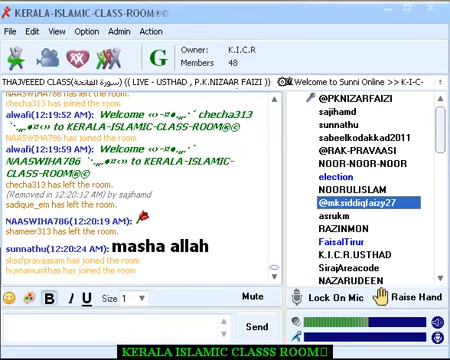 KERALA-ISLAMIC-CLASS-ROOM®©
File Edit View Option Admin Action
G
Owner: K.I.C.R
Members 48
THAJVEEED CLASS(سورة الفاتحة) (( LIVE - USTHAD , P.K.NIZAAR FAIZI )) Welcome to Sunni Online >> K-I-C-
NAASWIHA786 has left the room.
checha313 has joined the room
alwafi(12:19:52 AM): Welcome «‹›-¤•.,,.·´ checha313
`·.,,.•¤‹›» to KERALA-ISLAMIC-CLASS-ROOM®©
NAASWIHA786 has joined the room
alwafi(12:19:59 AM): Welcome «‹›-¤•.,,.·´
NAASWIHA786 `·.,,.•¤‹›» to KERALA-ISLAMIC-
CLASS-ROOM®©
checha313 has left the room.
[Removed in 12:20:12 AM] by sajihamd
sadique_em has left the room.
NAASWIHA786(12:20:19 AM):
shameer313 has left the room.
sunnathu(12:20:24 AM): masha allah
skssfpravaasam has joined the room
husnamumthas has joined the room
@PKNIZARFAIZI
sajihamd
sunnathu
sabeelkodakkad2011
@RAK-PRAVAASI
NOOR-NOOR-NOOR
election
NOORULISLAM
@mksiddiqfaizy27
asrukm
RAZINMON
FaisalTirur
K.I.C.R.USTHAD
SirajAreacode
NAZARUDEEN
B I U Size 1 Mute
Lock On Mic Raise Hand
Send
KERALA ISLAMIC CLASSS ROOM